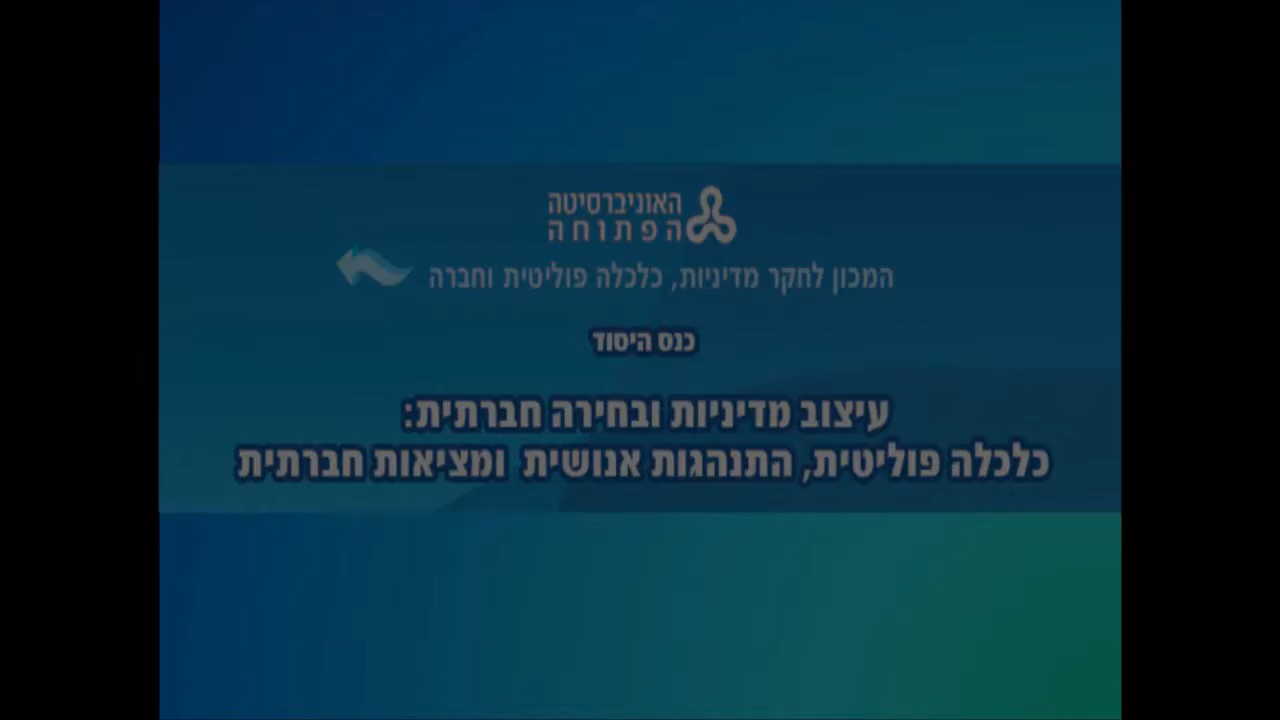 האוניברסיטה
הפתוחה
המכון לחקר מדיניות, כלכלה פוליטית וחברה
כנס היסוד
עיצוב מדיניות ובחירה חברתית:
כלכלה פוליטית, התנהגות אנושית ומציאות חברתית